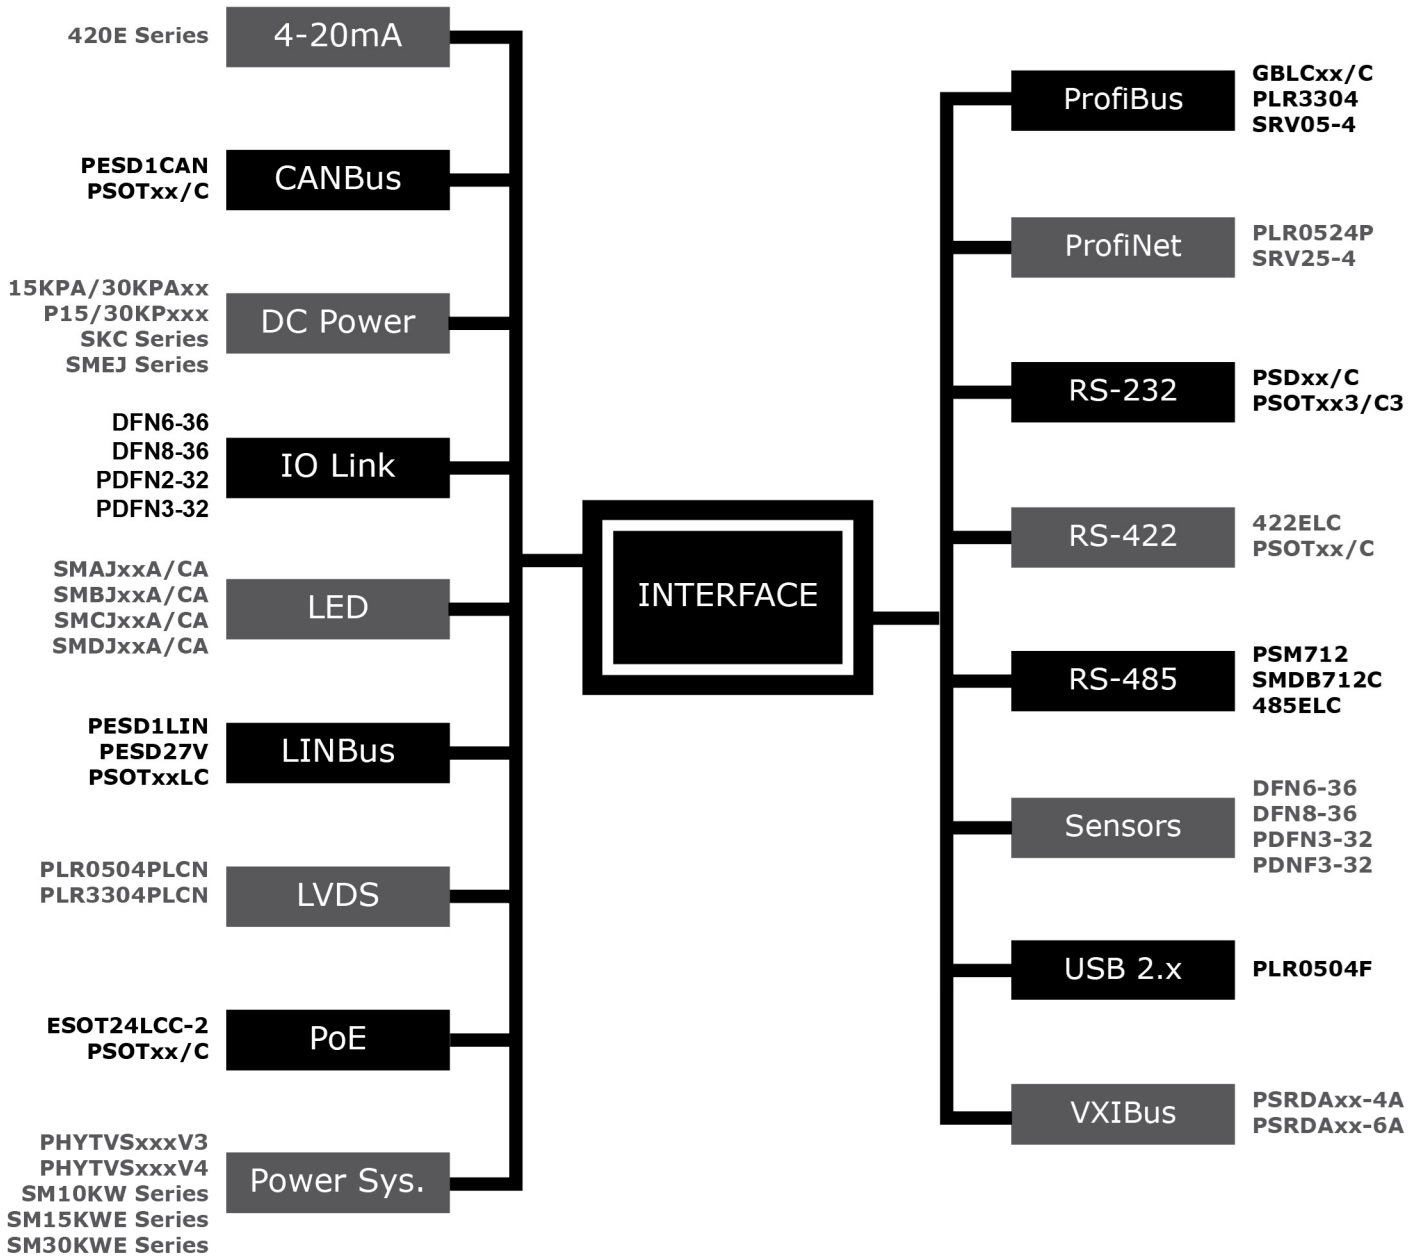 420E Series
4-20mA
PESD1CAN
PSOTxx/C
CANBus
15KPA/30KPAxx
P15/30KPxxx
SKC Series
SMEJ Series
DC Power
DFN6-36
DFN8-36
PDFN2-32
PDFN3-32
IO Link
SMAJxxA/CA
SMBJxxA/CA
SMCJxxA/CA
SMDJxxA/CA
LED
PESD1LIN
PESD27V
PSOTxxLC
LINBus
PLR0504PLCN
PLR3304PLCN
LVDS
ESOT24LCC-2
PSOTxx/C
PoE
PHYTVSxxxV3
PHYTVSxxxV4
SM10KW Series
SM15KWE Series
SM30KWE Series
Power Sys.
INTERFACE
ProfiBus
GBLCxx/C
PLR3304
SRV05-4
ProfiNet
PLR0524P
SRV25-4
RS-232
PSDxx/C
PSOTxx3/C3
RS-422
422ELC
PSOTxx/C
RS-485
PSM712
SMDB712C
485ELC
Sensors
DFN6-36
DFN8-36
PDFN3-32
PDNF3-32
USB 2.x
PLR0504F
VXIBus
PSRDAxx-4A
PSRDAxx-6A